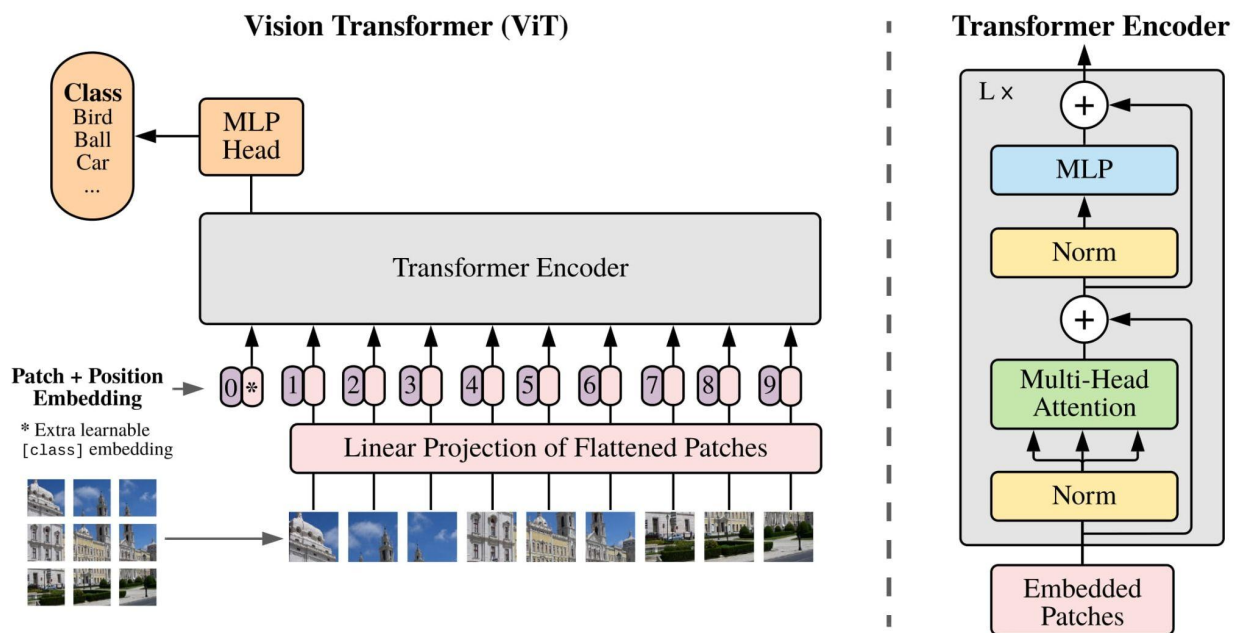 Vision Transformer (ViT)
Class
Bird
Ball
Car
...
MLP
Head
Transformer Encoder
Patch + Position
Embedding
0 * 1 2 3 4 5 6 7 8 9
* Extra learnable
[class] embedding
Linear Projection of Flattened Patches
Transformer Encoder
L ×
+
MLP
Norm
+
Multi-Head
Attention
Norm
Embedded
Patches